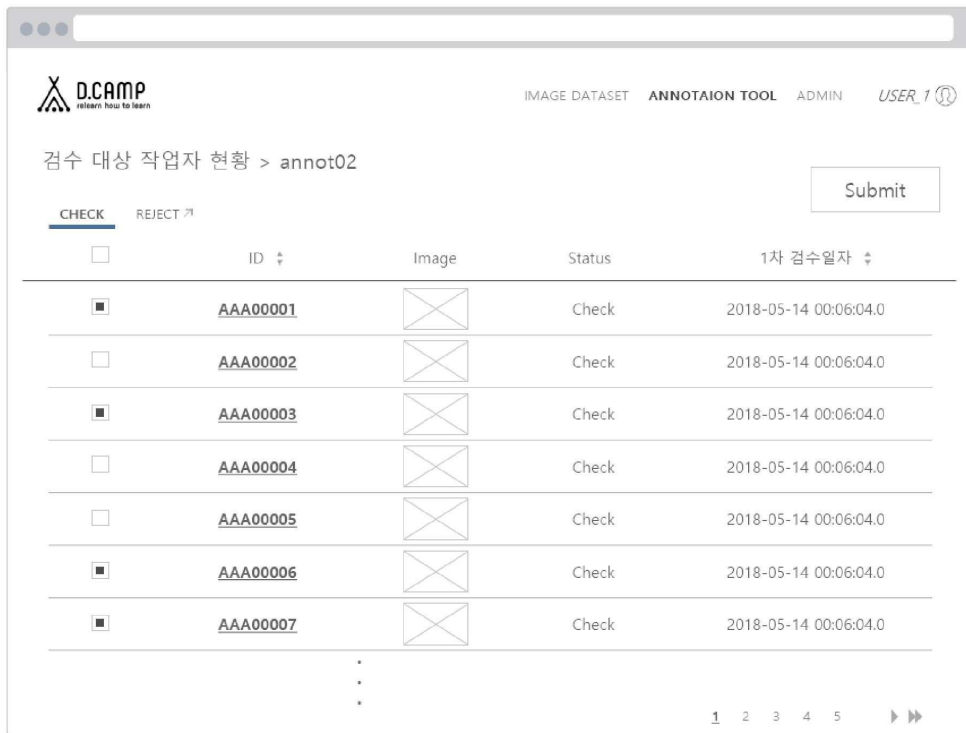 D.CAMP
relearn how to learn
IMAGE DATASET ANNOTAION TOOL ADMIN USER_1
검수 대상 작업자 현황 > annot02
Submit
CHECK REJECT
ID Image Status 1차 검수일자
AAA00001 Check 2018-05-14 00:06:04.0
AAA00002 Check 2018-05-14 00:06:04.0
AAA00003 Check 2018-05-14 00:06:04.0
AAA00004 Check 2018-05-14 00:06:04.0
AAA00005 Check 2018-05-14 00:06:04.0
AAA00006 Check 2018-05-14 00:06:04.0
AAA00007 Check 2018-05-14 00:06:04.0
1 2 3 4 5